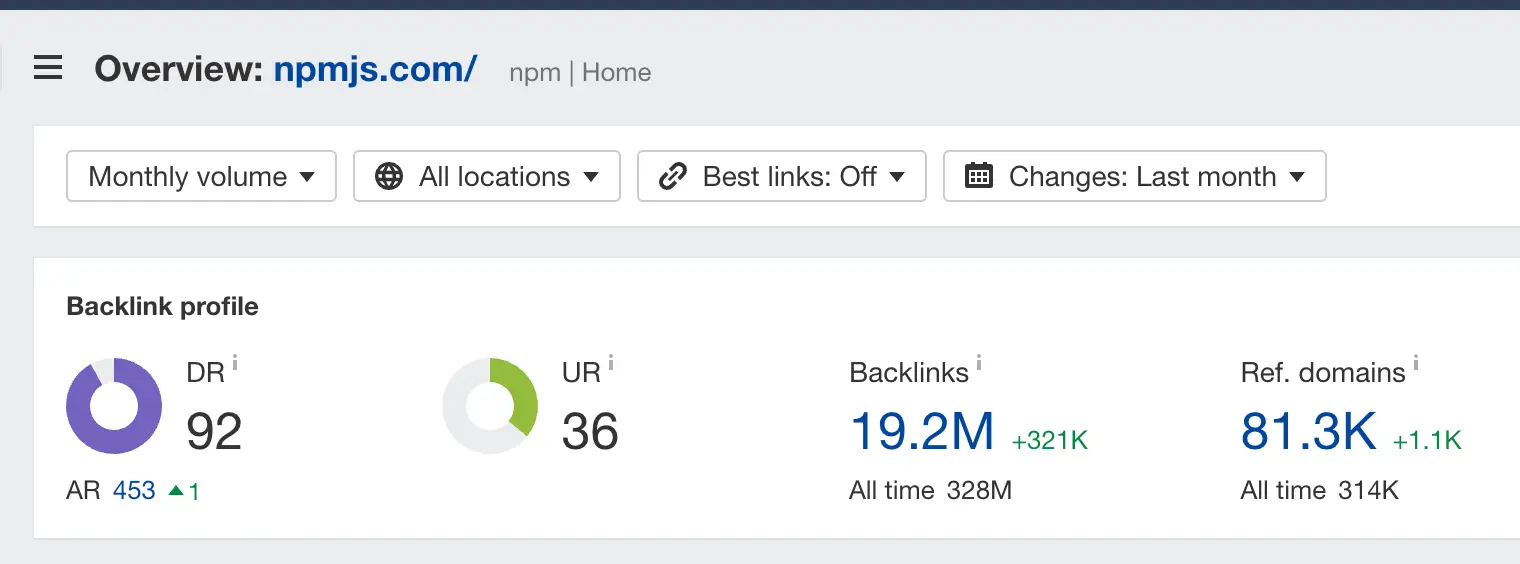 Overview: npmjs.com/ npm | Home
Monthly volume All locations Best links: Off Changes: Last month
Backlink profile
DR i UR i Backlinks i Ref. domains i
92 36 19.2M +321K 81.3K +1.1K
AR 453 1 All time 328M All time 314K